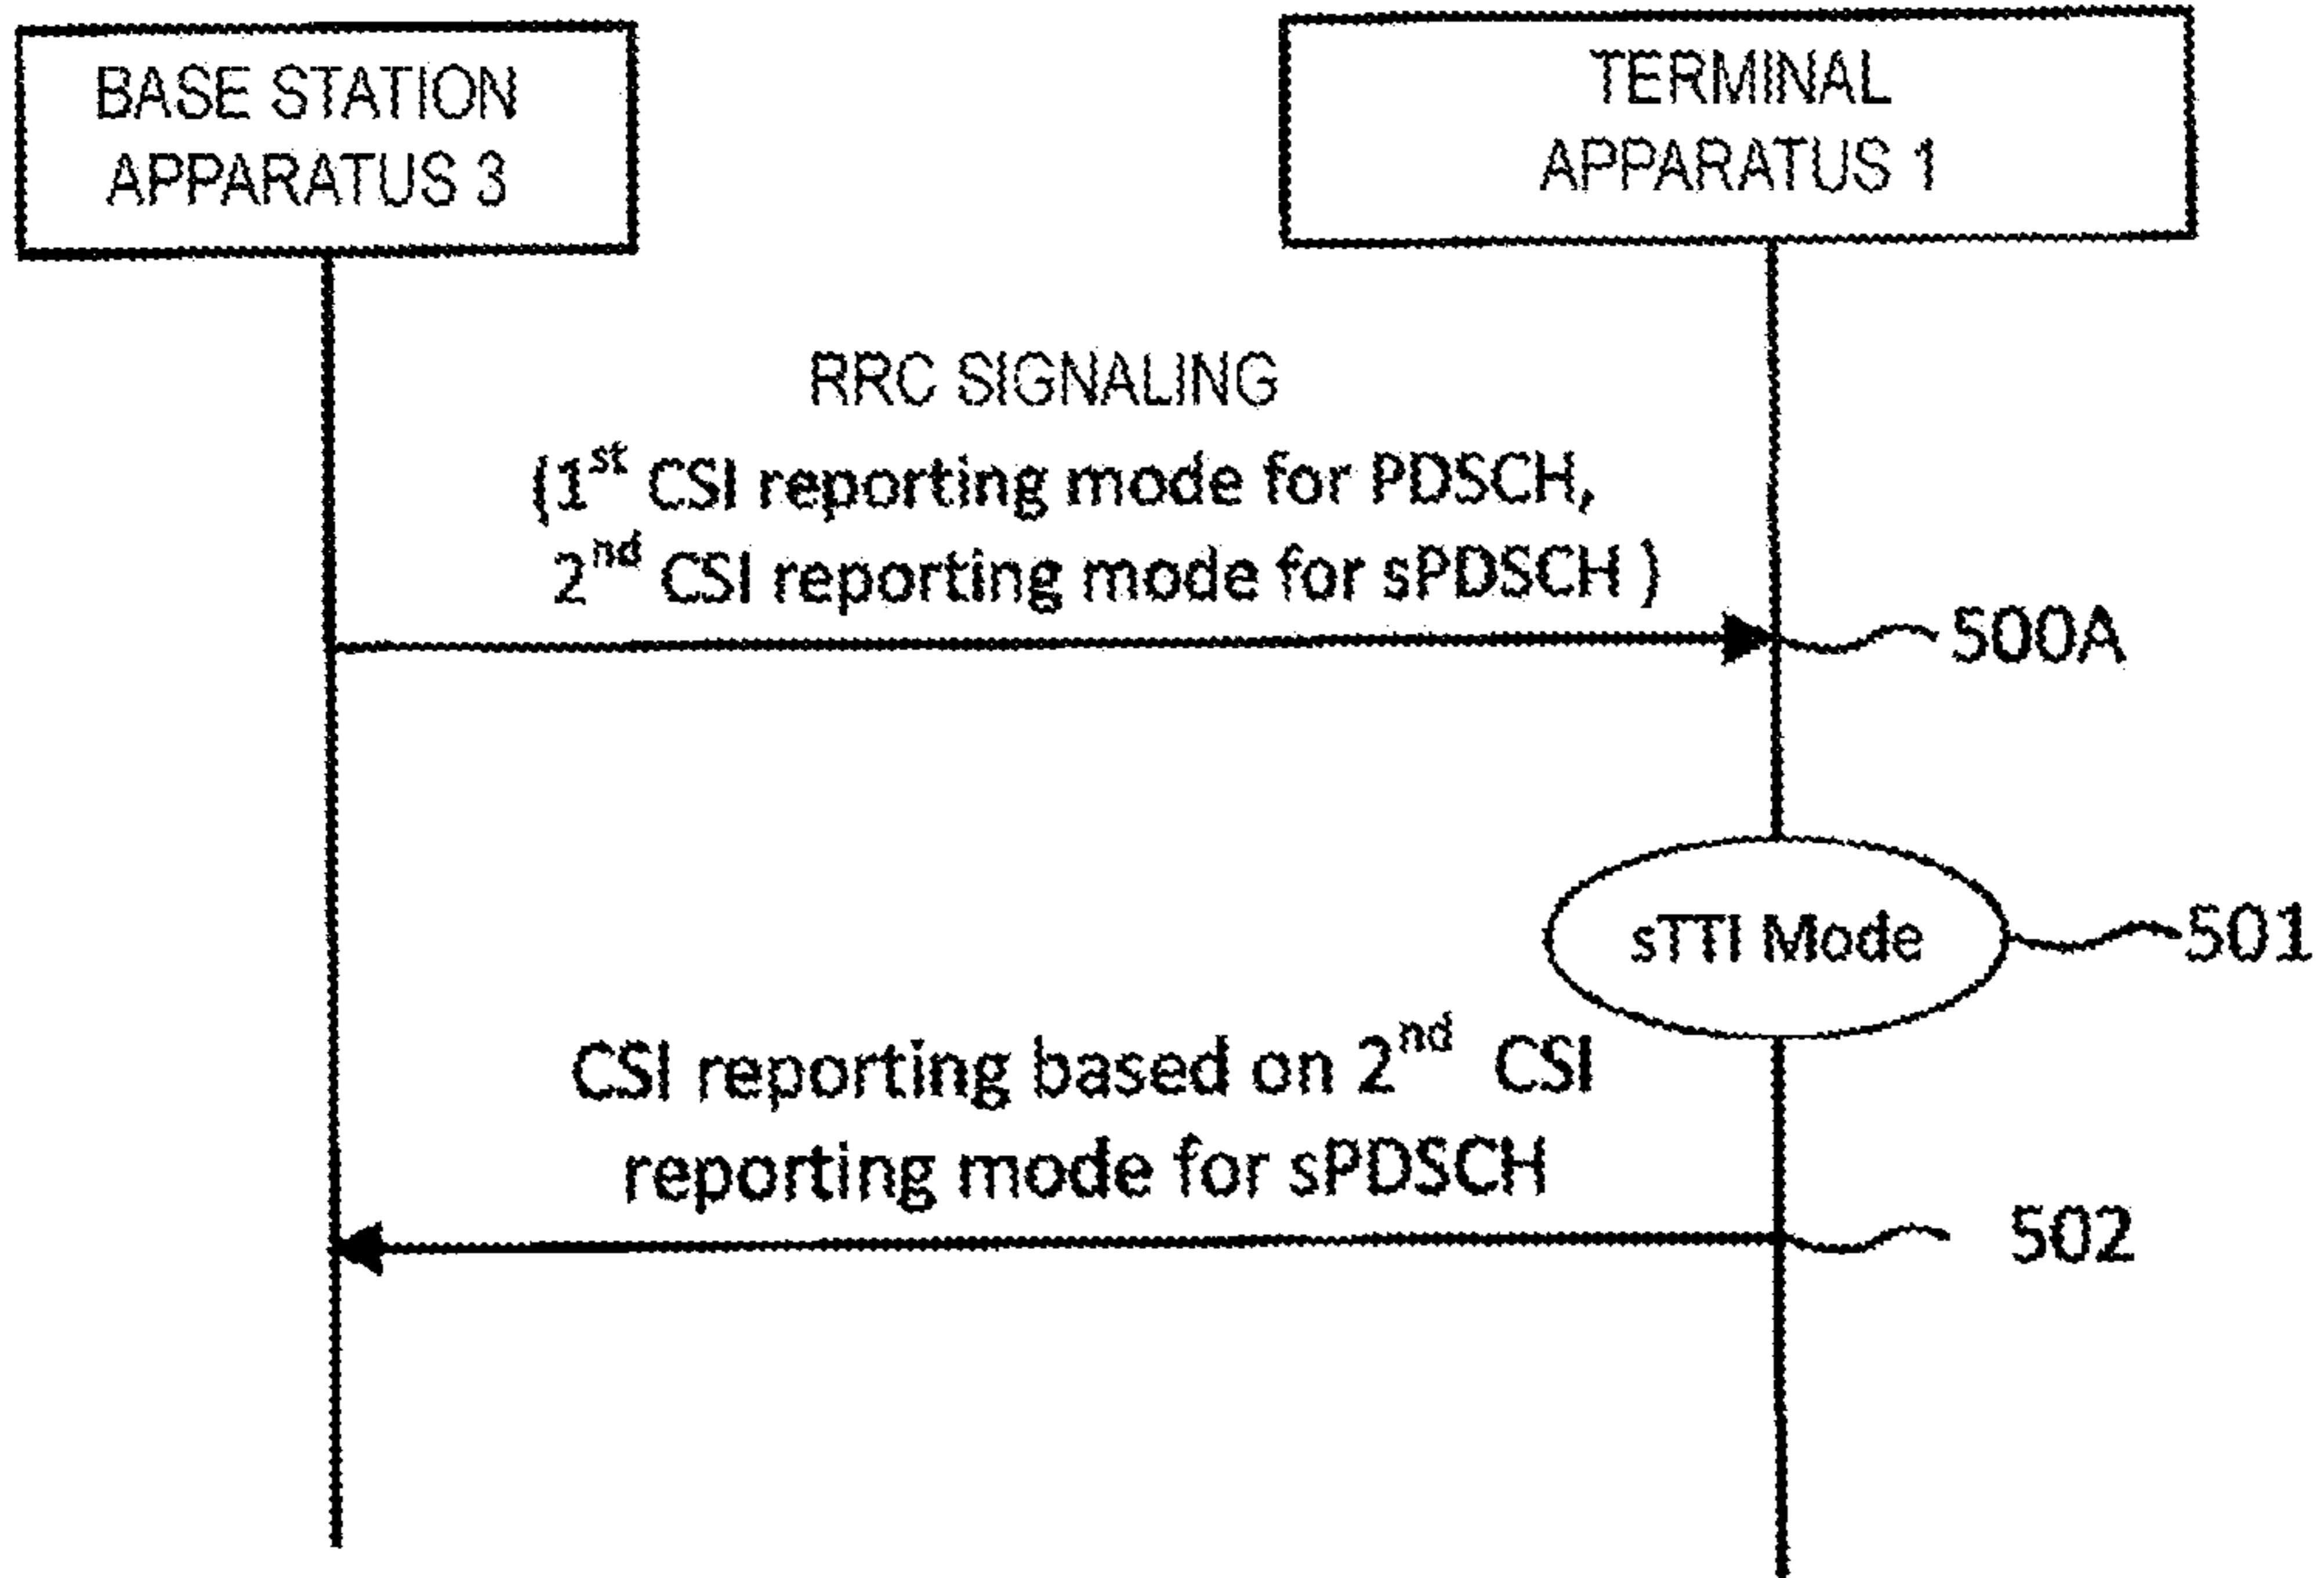 BASE STATION
APPARATUS 3
TERMINAL
APPARATUS 1
RRC SIGNALING
(1st CSI reporting mode for PDSCH,
2nd CSI reporting mode for sPDSCH )
500A
sTTI Mode
501
CSI reporting based on 2nd CSI
reporting mode for sPDSCH
502